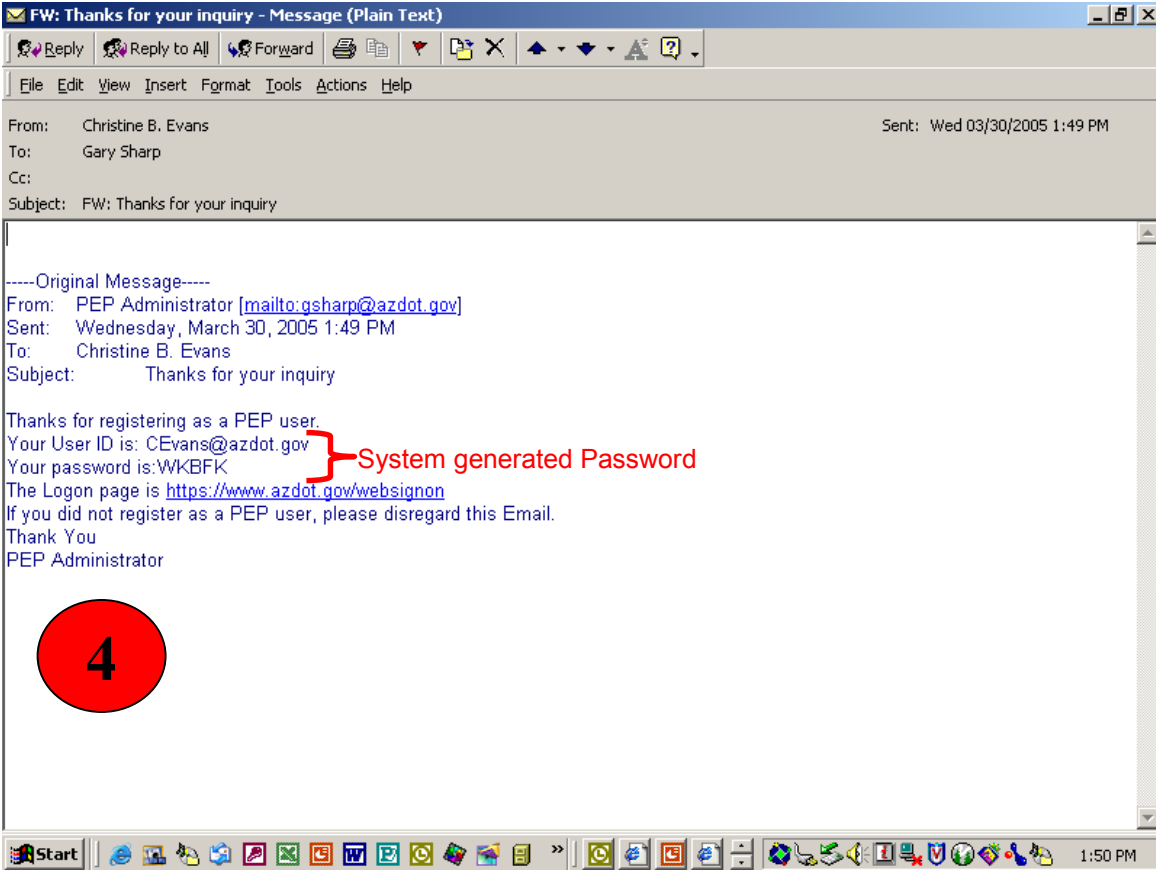 FW: Thanks for your inquiry - Message (Plain Text)
Reply Reply to All Forward
File Edit View Insert Format Tools Actions Help
From: Christine B. Evans Sent: Wed 03/30/2005 1:49 PM
To: Gary Sharp
Cc:
Subject: FW: Thanks for your inquiry
-----Original Message-----
From: PEP Administrator [mailto:gsharp@azdot.gov]
Sent: Wednesday, March 30, 2005 1:49 PM
To: Christine B. Evans
Subject: Thanks for your inquiry
Thanks for registering as a PEP user.
Your User ID is: CEvans@azdot.gov
Your password is:WKBFK
System generated Password
The Logon page is https://www.azdot.gov/websignon
If you did not register as a PEP user, please disregard this Email.
Thank You
PEP Administrator
4
Start 1:50 PM